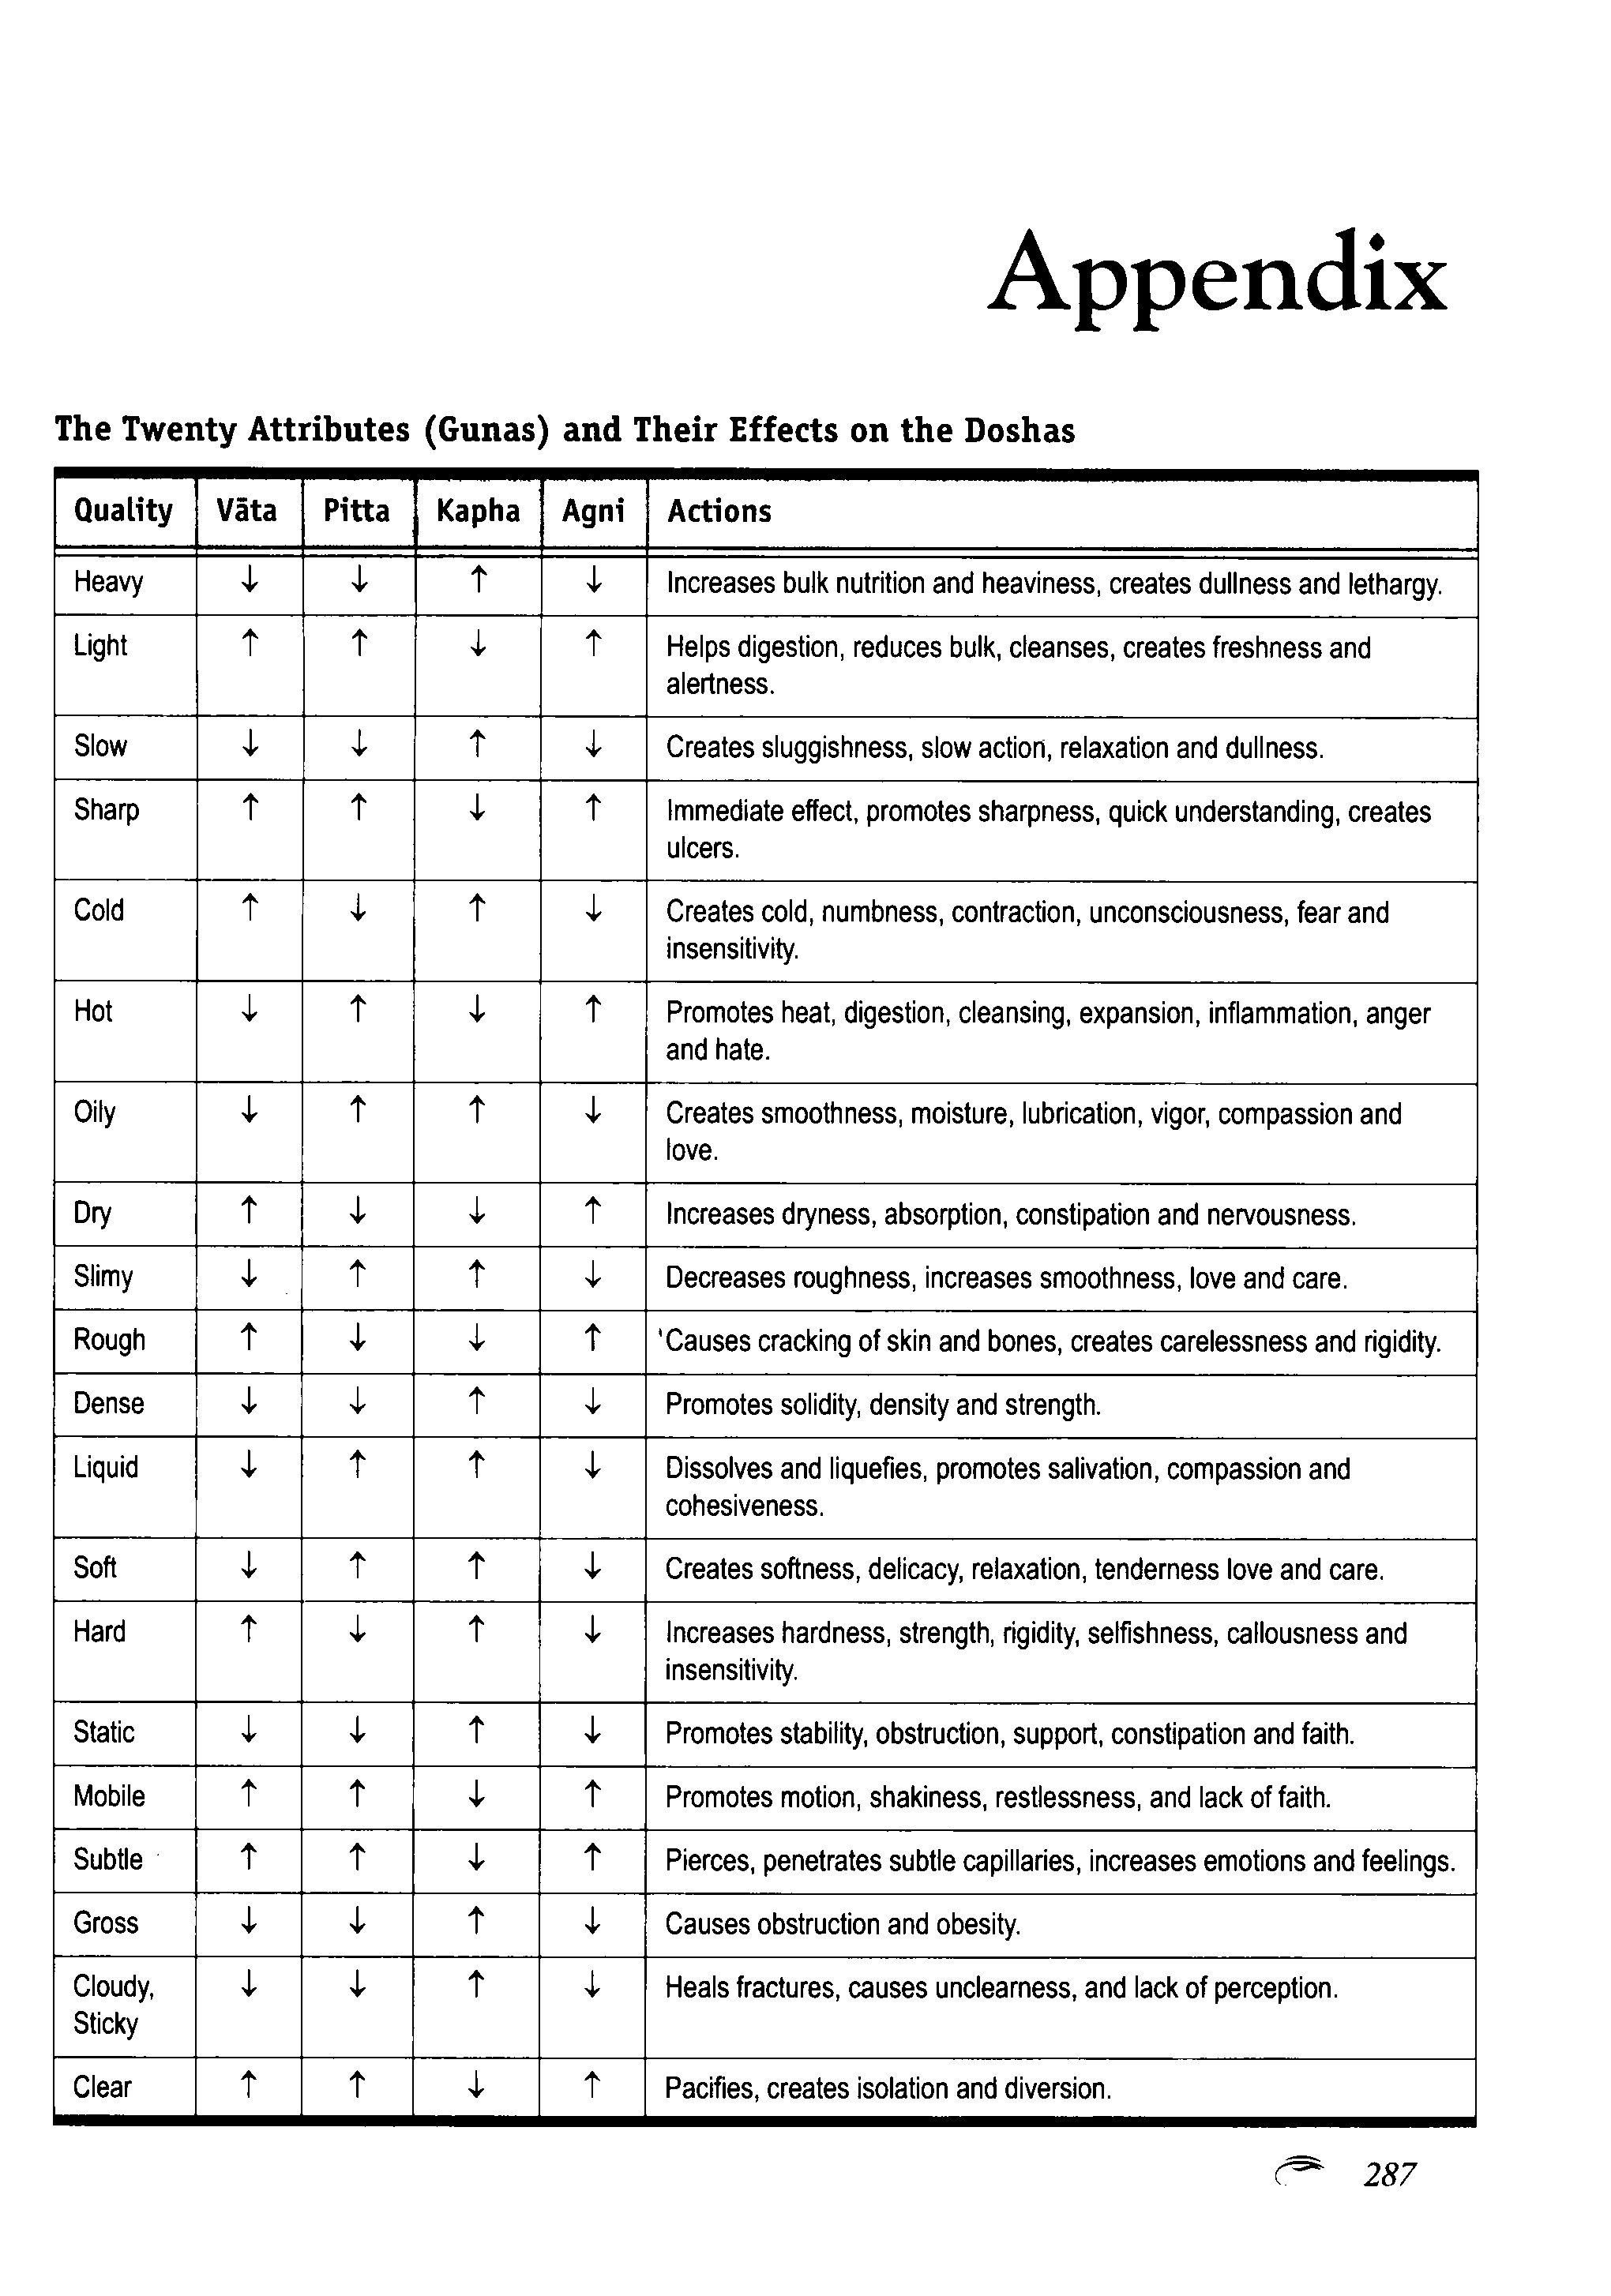 Appendix
The Twenty Attributes (Gunas) and Their Effects on the Doshas
Quality Vāta Pitta Kapha Agni Actions
Heavy ↓ ↓ ↑ ↓ Increases bulk nutrition and heaviness, creates dullness and lethargy.
Light ↑ ↑ ↓ ↑ Helps digestion, reduces bulk, cleanses, creates freshness and
alertness.
Slow ↓ ↓ ↑ ↓ Creates sluggishness, slow action, relaxation and dullness.
Sharp ↑ ↑ ↓ ↑ Immediate effect, promotes sharpness, quick understanding, creates
ulcers.
Cold ↑ ↓ ↑ ↓ Creates cold, numbness, contraction, unconsciousness, fear and
insensitivity.
Hot ↓ ↑ ↓ ↑ Promotes heat, digestion, cleansing, expansion, inflammation, anger
and hate.
Oily ↓ ↑ ↑ ↓ Creates smoothness, moisture, lubrication, vigor, compassion and
love.
Dry ↑ ↓ ↓ ↑ Increases dryness, absorption, constipation and nervousness.
Slimy ↓ ↑ ↑ ↓ Decreases roughness, increases smoothness, love and care.
Rough ↑ ↓ ↓ ↑ Causes cracking of skin and bones, creates carelessness and rigidity.
Dense ↓ ↓ ↑ ↓ Promotes solidity, density and strength.
Liquid ↓ ↑ ↑ ↓ Dissolves and liquefies, promotes salivation, compassion and
cohesiveness.
Soft ↓ ↑ ↑ ↓ Creates softness, delicacy, relaxation, tenderness love and care.
Hard ↑ ↓ ↑ ↓ Increases hardness, strength, rigidity, selfishness, callousness and
insensitivity.
Static ↓ ↓ ↑ ↓ Promotes stability, obstruction, support, constipation and faith.
Mobile ↑ ↑ ↓ ↑ Promotes motion, shakiness, restlessness, and lack of faith.
Subtle ↑ ↑ ↓ ↑ Pierces, penetrates subtle capillaries, increases emotions and feelings.
Gross ↓ ↓ ↑ ↓ Causes obstruction and obesity.
Cloudy, ↓ ↓ ↑ ↓ Heals fractures, causes unclearness, and lack of perception.
Sticky
Clear ↑ ↑ ↓ ↑ Pacifies, creates isolation and diversion.
287